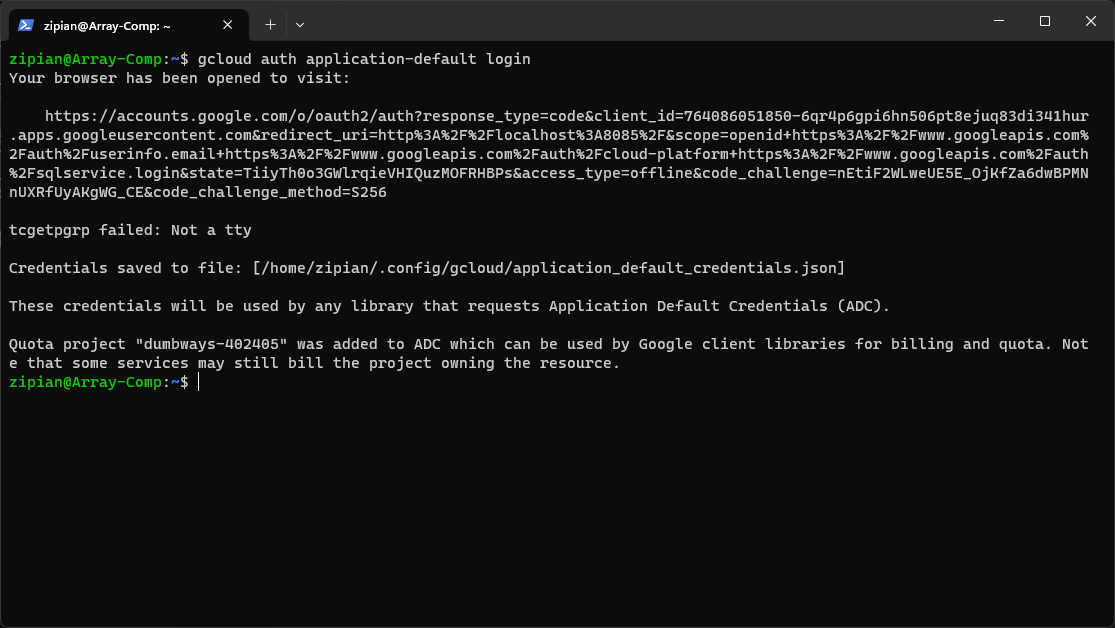 zipian@Array-Comp: ~
zipian@Array-Comp:~$ gcloud auth application-default login
Your browser has been opened to visit:
https://accounts.google.com/o/oauth2/auth?response_type=code&client_id=764086051850-6qr4p6gpi6hn506pt8ejuq83di341hur
.apps.googleusercontent.com&redirect_uri=http%3A%2F%2Flocalhost%3A8085%2F&scope=openid+https%3A%2F%2Fwww.googleapis.com%
2Fauth%2Fuserinfo.email+https%3A%2F%2Fwww.googleapis.com%2Fauth%2Fcloud-platform+https%3A%2F%2Fwww.googleapis.com%2Fauth
%2Fsqlservice.login&state=TiiyTh0o3GWlrqieVHIQuzMOFRHBPs&access_type=offline&code_challenge=nEtiF2WLweUE5E_OjKfZa6dwBPMN
nUXRfUyAKgWG_CE&code_challenge_method=S256
tcgetpgrp failed: Not a tty
Credentials saved to file: [/home/zipian/.config/gcloud/application_default_credentials.json]
These credentials will be used by any library that requests Application Default Credentials (ADC).
Quota project "dumbways-402405" was added to ADC which can be used by Google client libraries for billing and quota. Not
e that some services may still bill the project owning the resource.
zipian@Array-Comp:~$